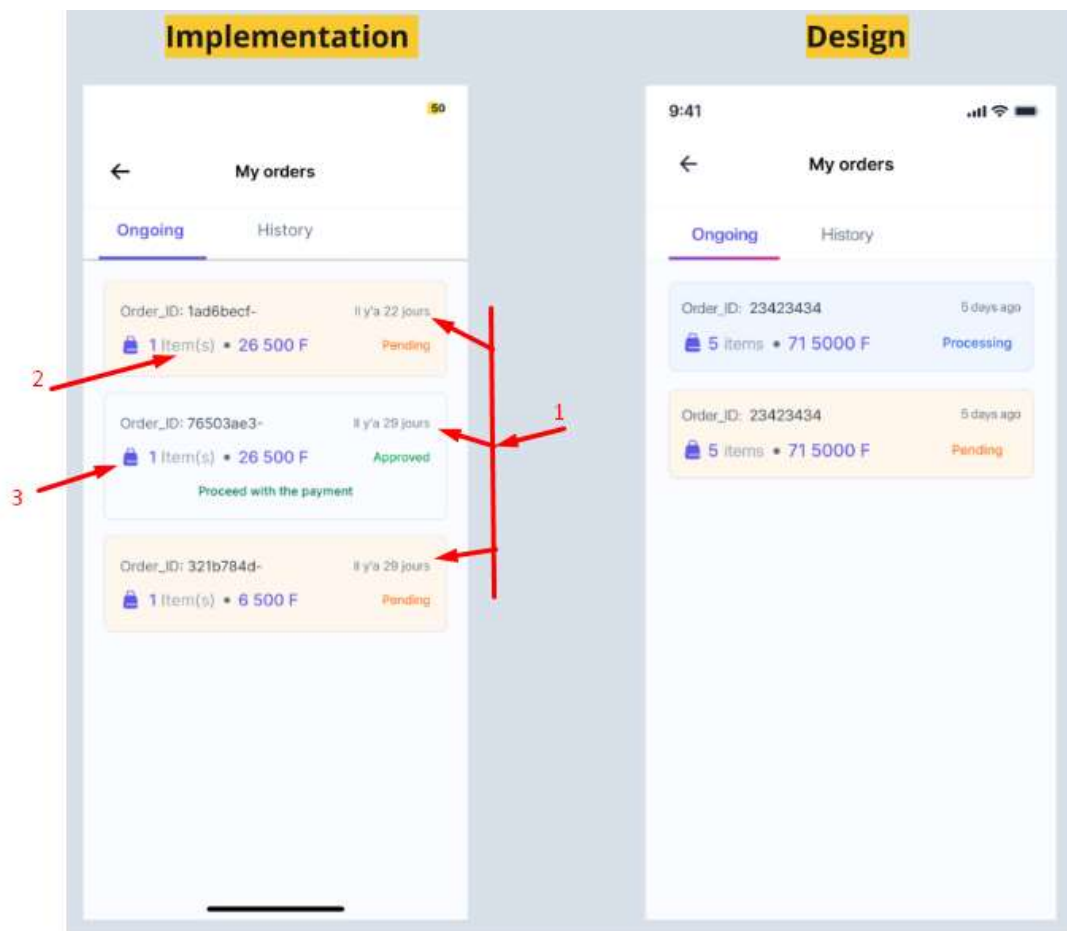 Implementation
50
My orders
Ongoing History
Order_ID: 1ad6becf- Il y'a 22 jours
1 Item(s) • 26 500 F Pending
Order_ID: 76503ae3- Il y'a 29 jours
1 Item(s) • 26 500 F Approved
Proceed with the payment
Order_ID: 321b784d- Il y'a 29 jours
1 Item(s) • 6 500 F Pending
2
3
1
Design
9:41
My orders
Ongoing History
Order_ID: 23423434 5 days ago
5 items • 71 5000 F Processing
Order_ID: 23423434 5 days ago
5 items • 71 5000 F Pending